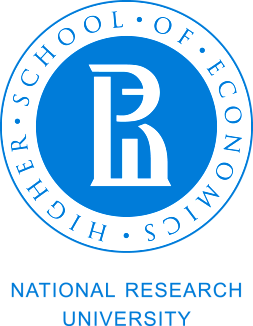 HIGHER · SCHOOL · OF · ECONOMICS ·
NATIONAL RESEARCH
UNIVERSITY